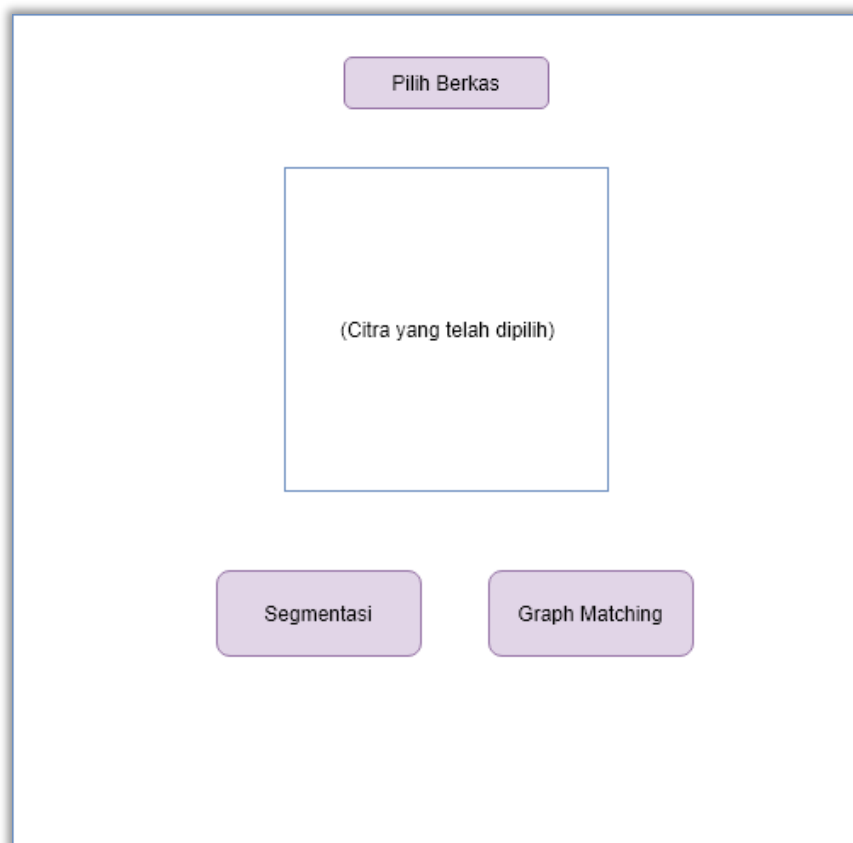 Pilih Berkas
(Citra yang telah dipilih)
Segmentasi
Graph Matching